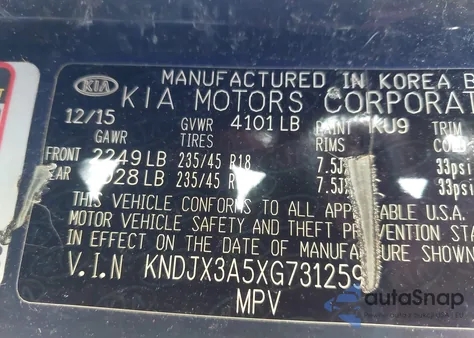 KIA MANUFACTURED IN KOREA B
KIA MOTORS CORPORAT
12/15 GVWR 4101 LB PAINT KU9 TRIM
GAWR TIRES RIMS COL
FRONT 2249 LB 235/45 R18 7.5J 33psi
028 LB 235/45 7.5J 33psi
THIS VEHICLE CONFORMS TO ALL APPLICABLE U.S.A.
MOTOR VEHICLE SAFETY AND THEFT PREVENTION STA
IN EFFECT ON THE DATE OF MANUFACTURE SHOWN
V.I.N KNDJX3A5XG731259
MPV
autoSnap